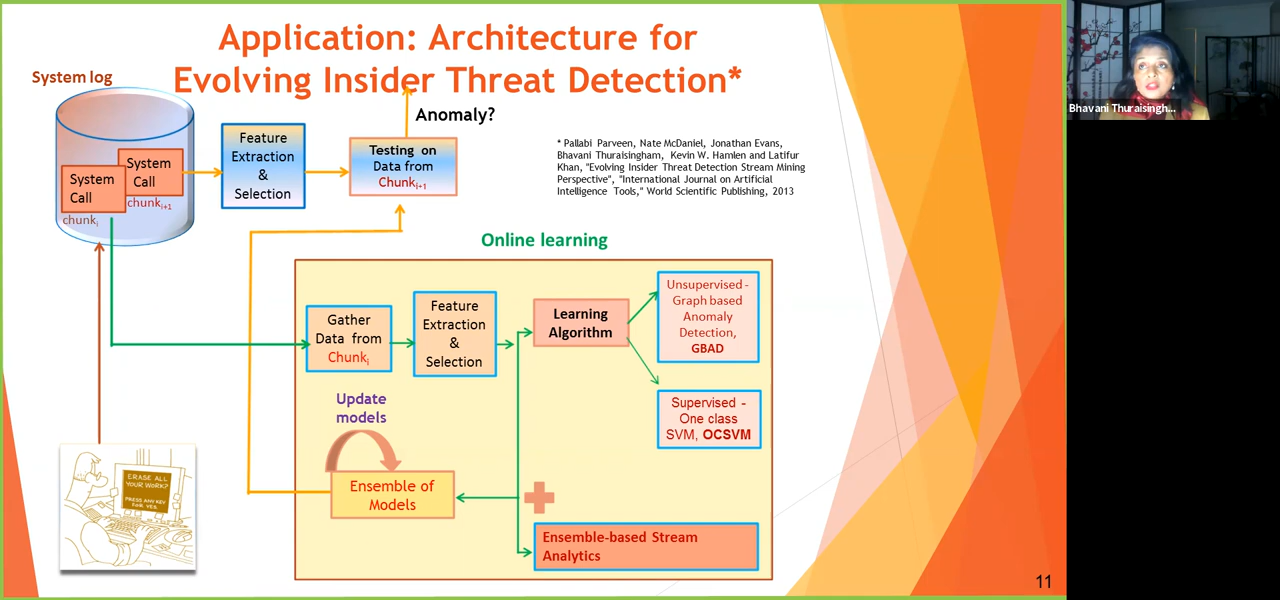 Application: Architecture for
Evolving Insider Threat Detection*
System log
Anomaly?
Feature
Extraction
&
Selection
Testing on
Data from
Chunki+1
System
Call
chunki+1
System
Call
chunki
* Pallabi Parveen, Nate McDaniel, Jonathan Evans,
Bhavani Thuraisingham, Kevin W. Hamlen and Latifur
Khan, "Evolving Insider Threat Detection Stream Mining
Perspective", "International Journal on Artificial
Intelligence Tools," World Scientific Publishing, 2013
Bhavani Thuraisingh...
Online learning
Gather
Data from
Chunki
Feature
Extraction
&
Selection
Learning
Algorithm
Unsupervised -
Graph based
Anomaly
Detection,
GBAD
Supervised -
One class
SVM, OCSVM
Update
models
Ensemble of
Models
Ensemble-based Stream
Analytics
ERASE ALL
YOUR WORK?
PRESS ANY KEY
FOR YES
11